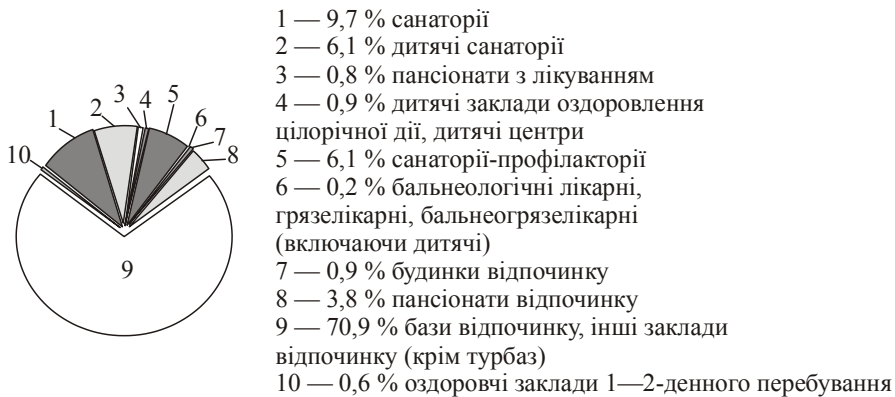 1 — 9,7 % санаторії
2 — 6,1 % дитячі санаторії
3 — 0,8 % пансіонати з лікуванням
4 — 0,9 % дитячі заклади оздоровлення
цілорічної дії, дитячі центри
5 — 6,1 % санаторії-профілакторії
6 — 0,2 % бальнеологічні лікарні,
грязелікарні, бальнеогрязелікарні
(включаючи дитячі)
7 — 0,9 % будинки відпочинку
8 — 3,8 % пансіонати відпочинку
9 — 70,9 % бази відпочинку, інші заклади
відпочинку (крім турбаз)
10 — 0,6 % оздоровчі заклади 1—2-денного перебування
1
2
3
4
5
6
7
8
10
9